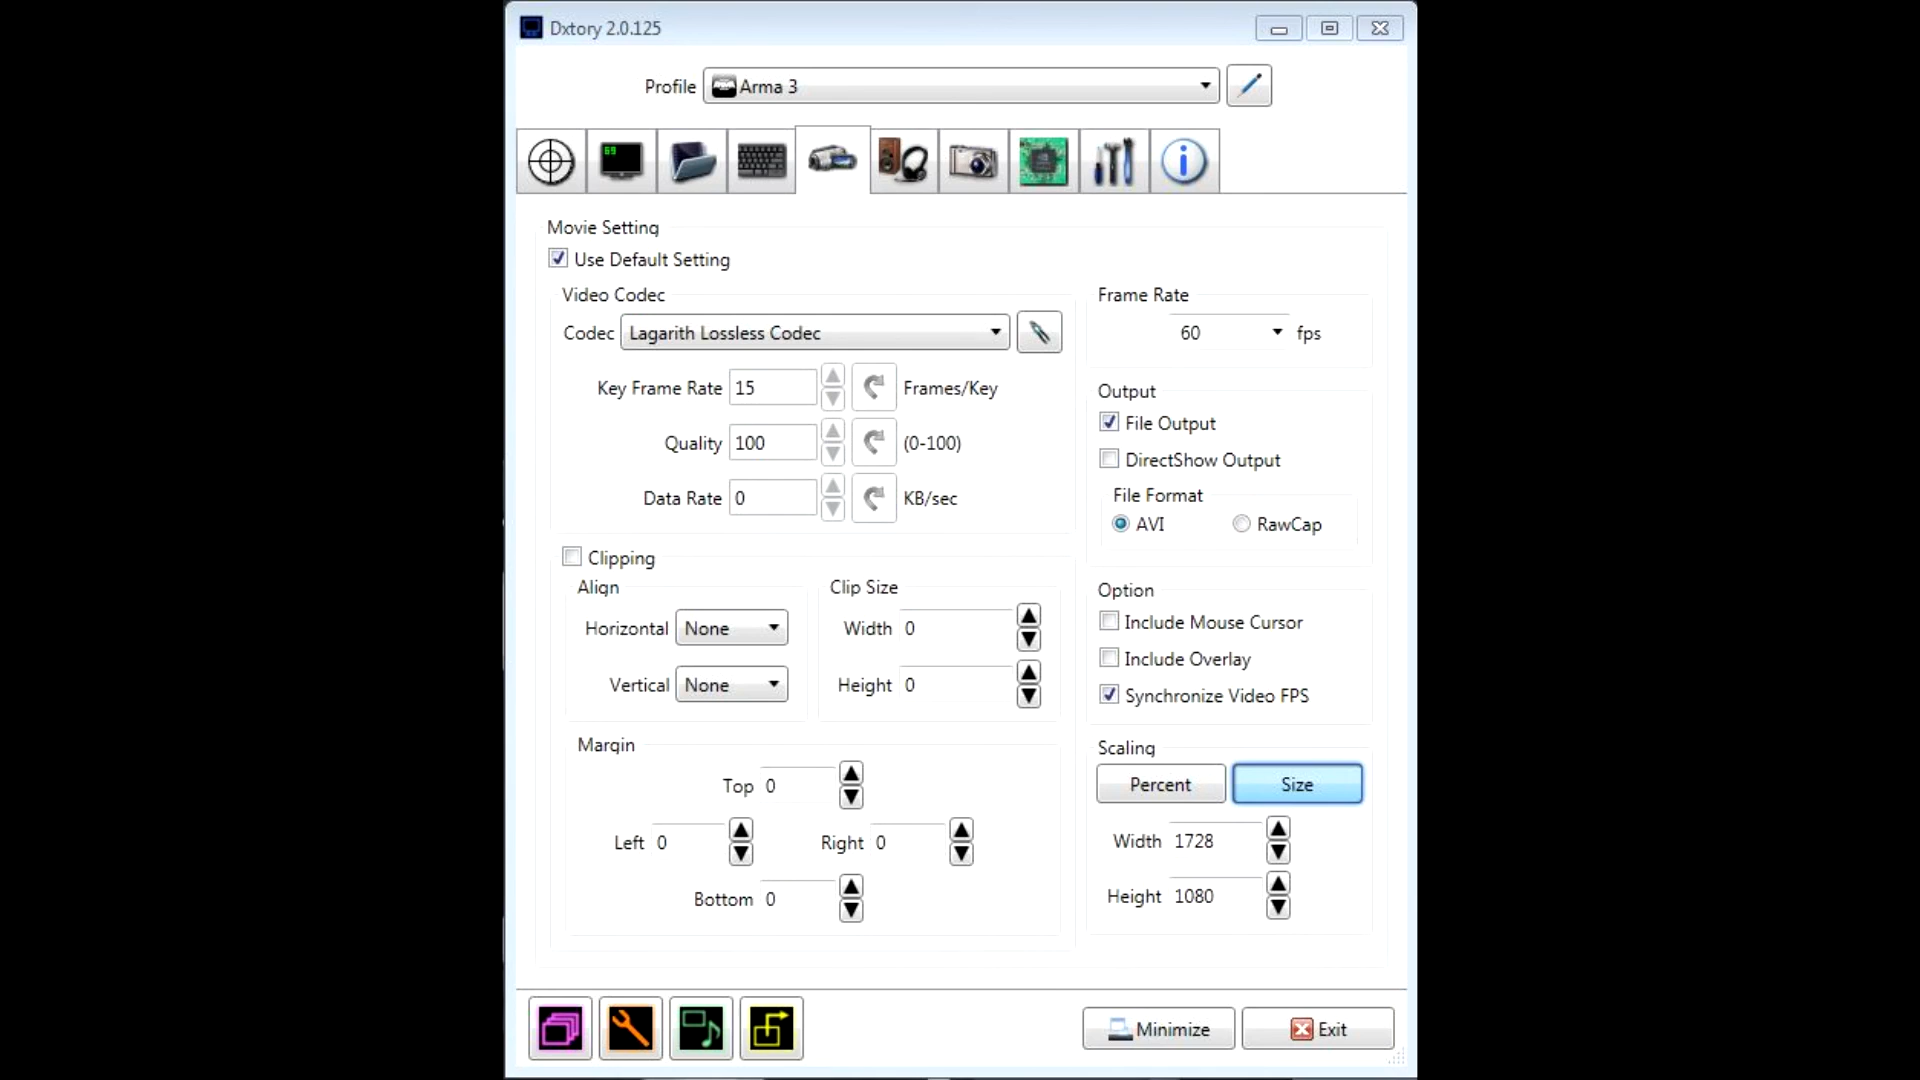 Dxtory 2.0.125
Profile Arma 3
69
Movie Setting
Use Default Setting
Video Codec
Codec Lagarith Lossless Codec
Key Frame Rate 15 Frames/Key
Quality 100 (0-100)
Data Rate 0 KB/sec
Frame Rate
60 fps
Output
File Output
DirectShow Output
File Format
AVI RawCap
Clipping
Align
Horizontal None
Vertical None
Clip Size
Width 0
Height 0
Option
Include Mouse Cursor
Include Overlay
Synchronize Video FPS
Margin
Top 0
Left 0 Right 0
Bottom 0
Scaling
Percent Size
Width 1728
Height 1080
Minimize Exit